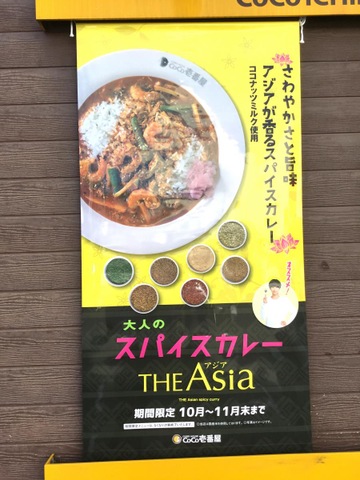 CoCo ICHI
CoCo壱番屋
さわやかさと旨味
アジアが香るスパイスカレー
ココナッツミルク使用
大人の
スパイスカレー
THE Asia
アジア
THE Asian spicy curry
期間限定 10月〜11月末まで
CoCo壱番屋